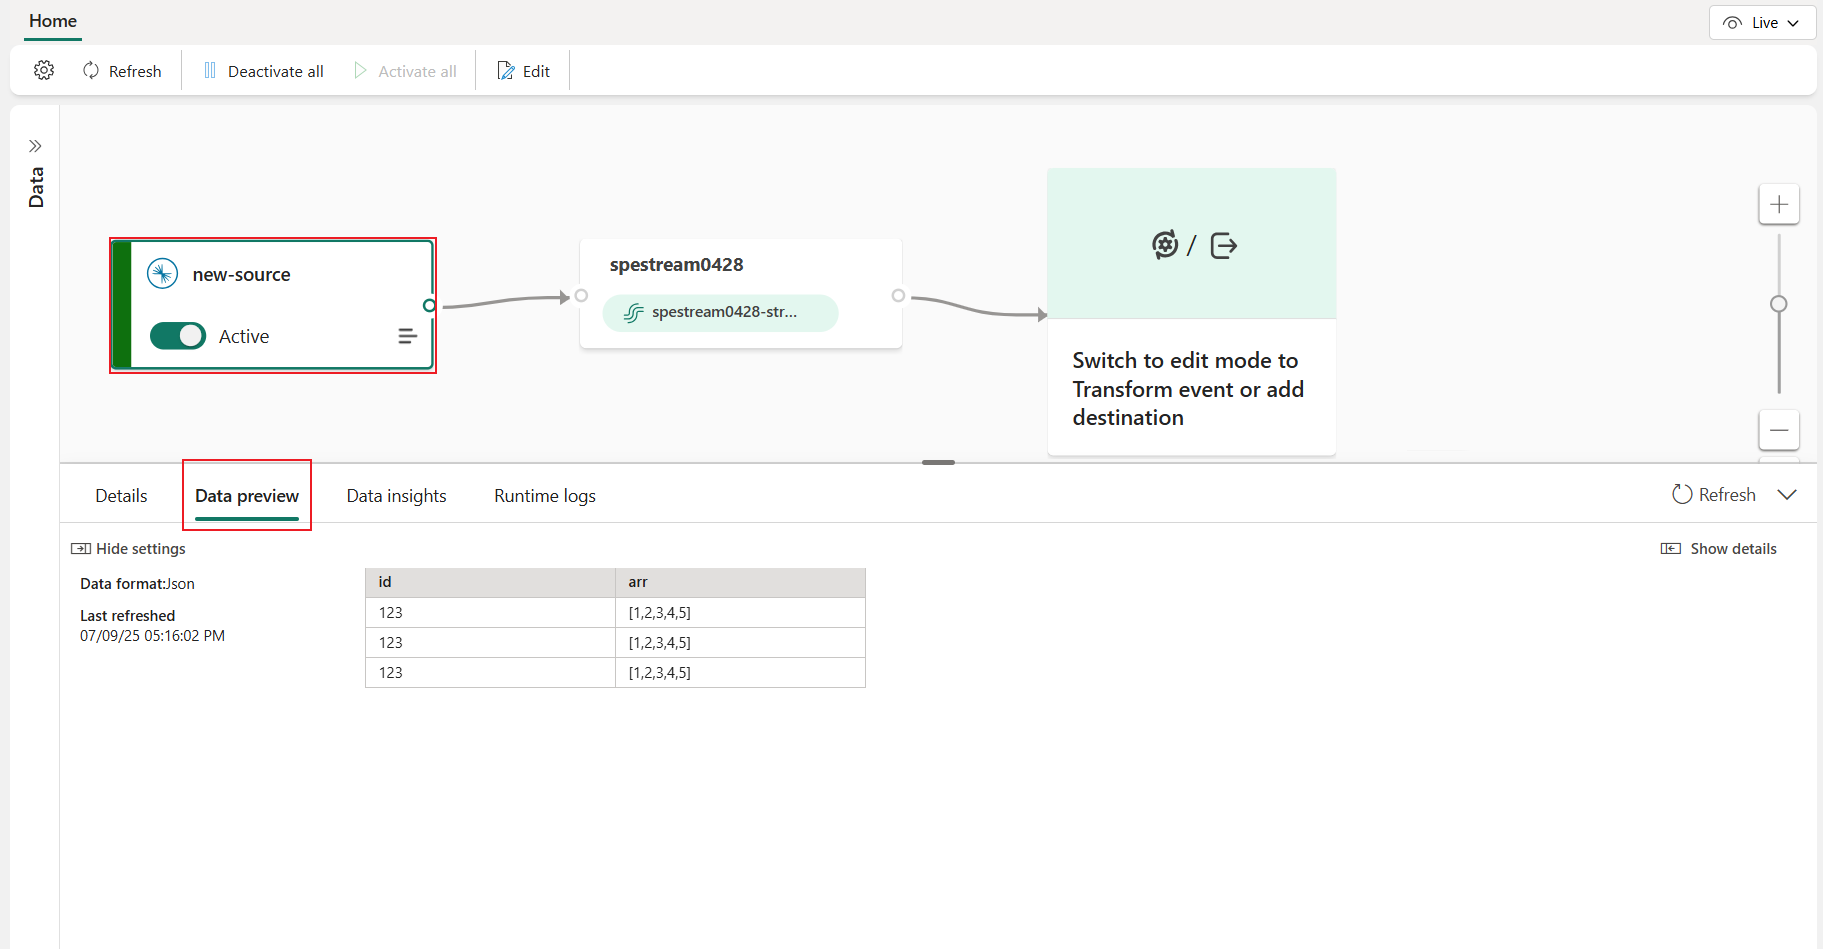 Home
Live
Refresh
Deactivate all
Activate all
Edit
Data
new-source
Active
spestream0428
spestream0428-str...
/
Switch to edit mode to
Transform event or add
destination
Details
Data preview
Data insights
Runtime logs
Refresh
Hide settings
Show details
Data format:Json
Last refreshed
07/09/25 05:16:02 PM
id arr
123 [1,2,3,4,5]
123 [1,2,3,4,5]
123 [1,2,3,4,5]